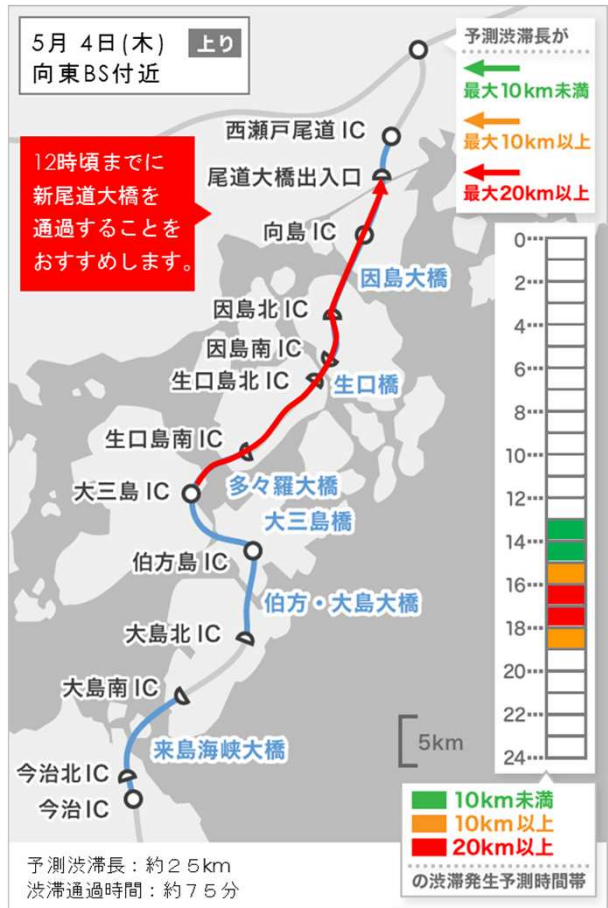 5月 4日(木) 上り
向東BS付近
予測渋滞長が
最大10km未満
最大10km以上
最大20km以上
12時頃までに
新尾道大橋を
通過することを
おすすめします。
西瀬戸尾道 IC
尾道大橋出入口
向島 IC
因島大橋
因島北 IC
因島南 IC
生口島北 IC
生口橋
生口島南 IC
多々羅大橋
大三島 IC
大三島橋
伯方島 IC
伯方・大島大橋
大島北 IC
大島南 IC
来島海峡大橋
今治北 IC
今治 IC
5km
0
2
4
6
8
10
12
14
16
18
20
22
24
10km未満
10km以上
20km以上
の渋滞発生予測時間帯
予測渋滞長：約25km
渋滞通過時間：約75分